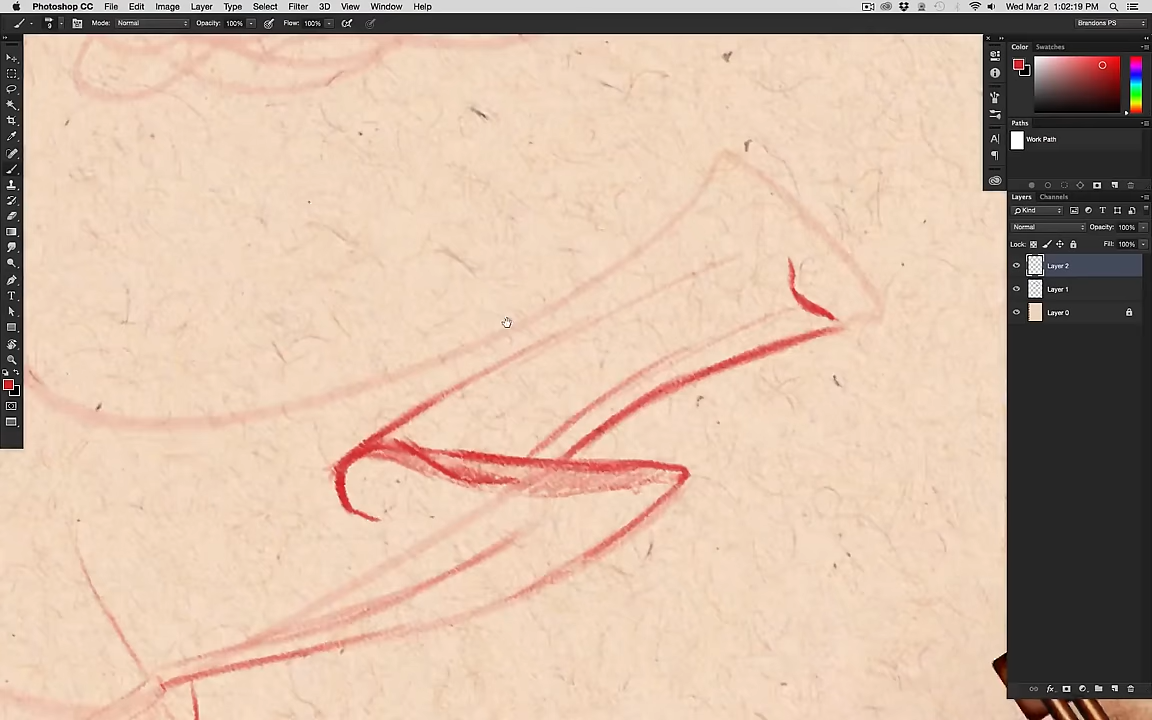 Photoshop CC File Edit Image Layer Type Select Filter 3D View Window Help Wed Mar 2 1:02:19 PM
9 Mode: Normal Opacity: 100% Flow: 100% Brandons PS
Color Swatches
Paths
Work Path
Layers Channels
Kind
Normal Opacity: 100%
Lock: Fill: 100%
Layer 2
Layer 1
Layer 0